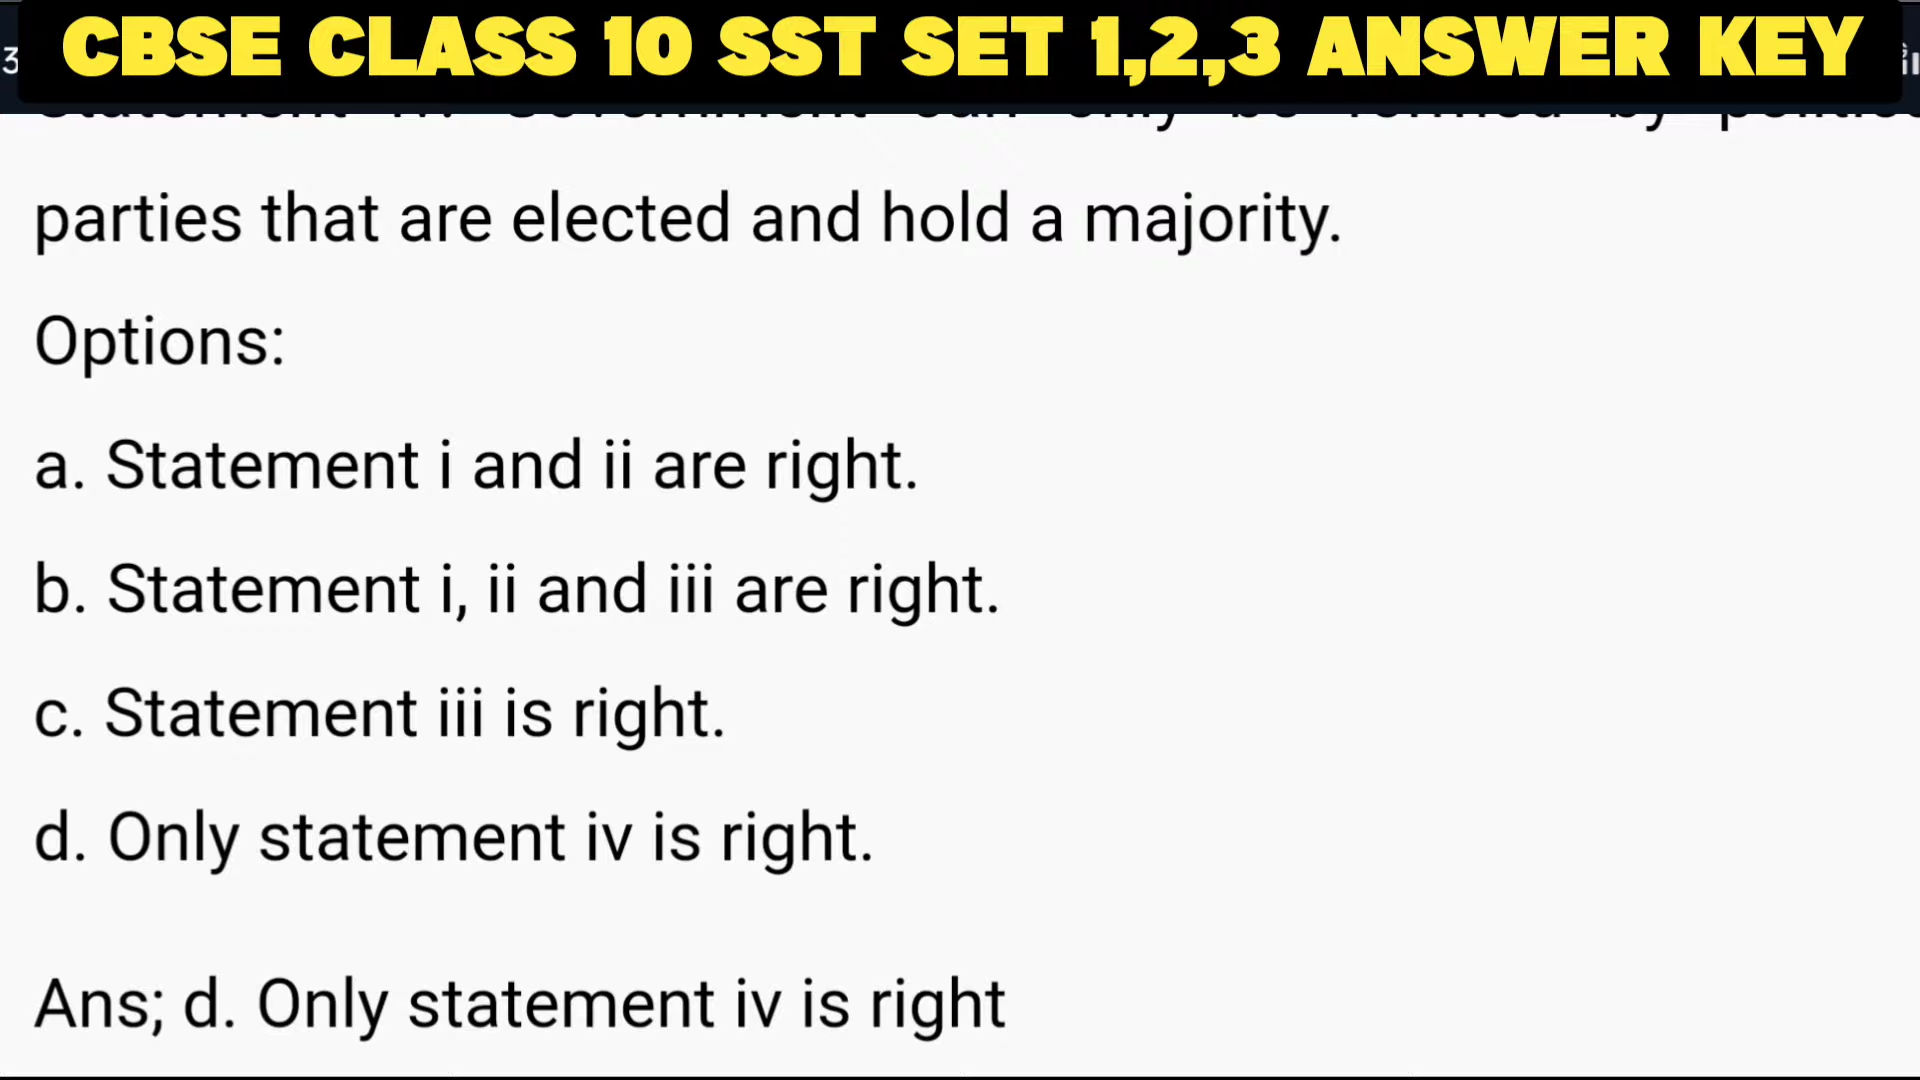 CBSE CLASS 10 SST SET 1,2,3 ANSWER KEY
3
parties that are elected and hold a majority.
Options:
a. Statement i and ii are right.
b. Statement i, ii and iii are right.
c. Statement iii is right.
d. Only statement iv is right.
Ans; d. Only statement iv is right